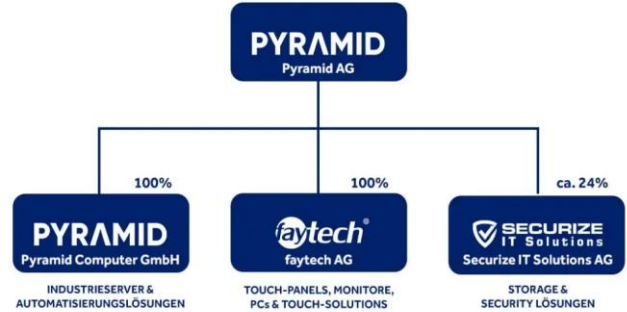 PYRAMID
Pyramid AG
100%
100%
ca. 24%
PYRAMID
Pyramid Computer GmbH
INDUSTRIESERVER &
AUTOMATISIERUNGSLÖSUNGEN
faytech®
faytech AG
TOUCH-PANELS, MONITORE,
PCs & TOUCH-SOLUTIONS
SECURIZE
IT Solutions
Securize IT Solutions AG
STORAGE &
SECURITY LÖSUNGEN